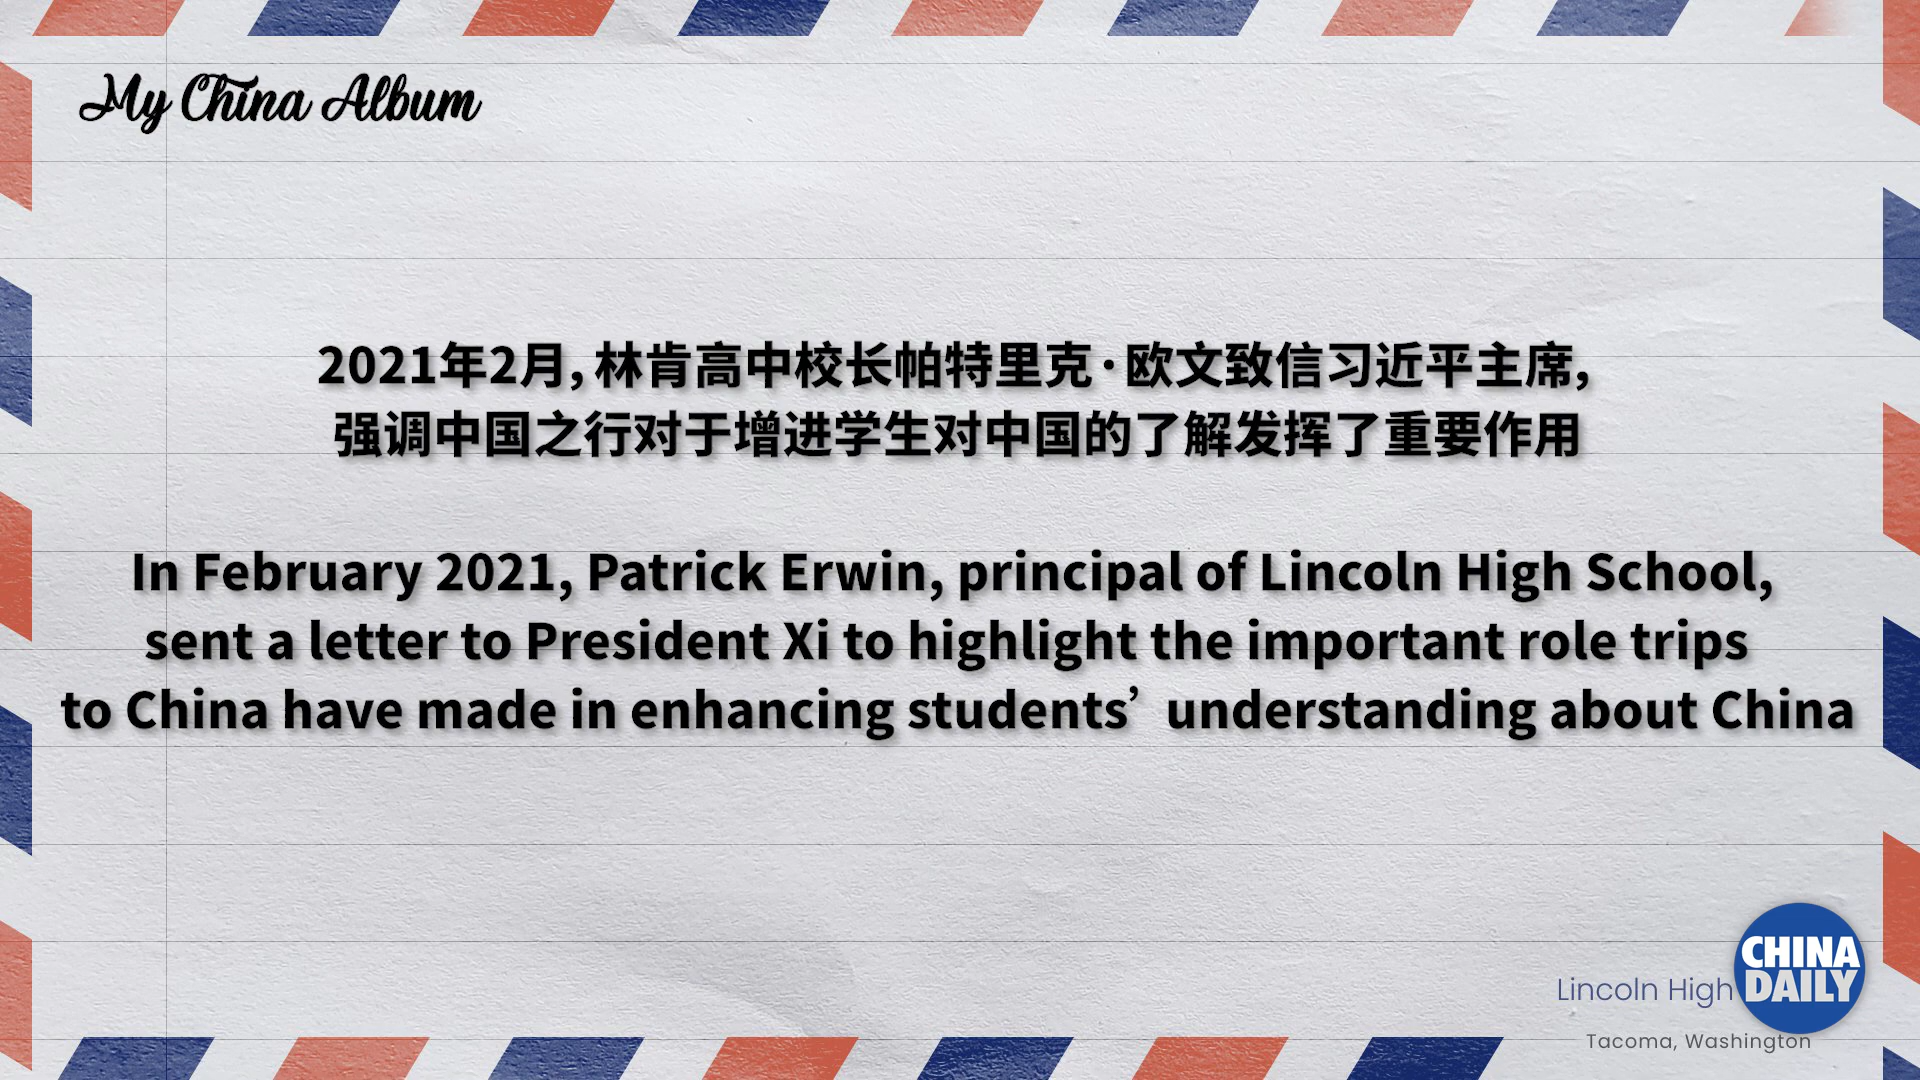 My China Album
2021年2月, 林肯高中校长帕特里克·欧文致信习近平主席,
强调中国之行对于增进学生对中国的了解发挥了重要作用
In February 2021, Patrick Erwin, principal of Lincoln High School,
sent a letter to President Xi to highlight the important role trips
to China have made in enhancing students’ understanding about China
CHINA
DAILY
Lincoln High
Tacoma, Washington